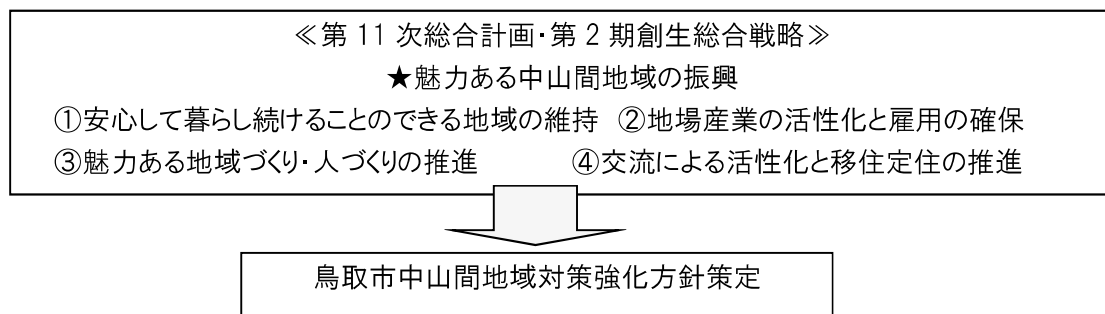 ≪第 11 次総合計画・第 2 期創生総合戦略≫
★魅力ある中山間地域の振興
①安心して暮らし続けることのできる地域の維持 ②地場産業の活性化と雇用の確保
③魅力ある地域づくり・人づくりの推進 ④交流による活性化と移住定住の推進
鳥取市中山間地域対策強化方針策定